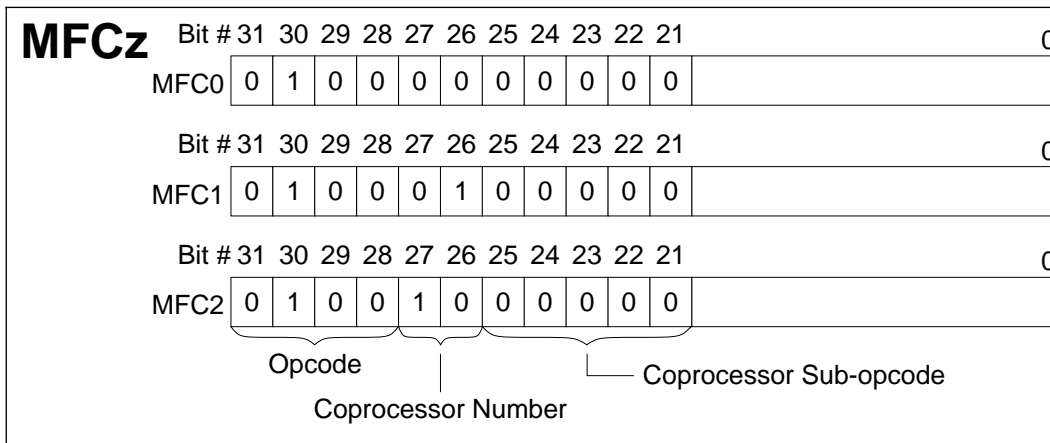 MFCz Bit # 31 30 29 28 27 26 25 24 23 22 21 0
MFC0 0 1 0 0 0 0 0 0 0 0 0
Bit # 31 30 29 28 27 26 25 24 23 22 21 0
MFC1 0 1 0 0 0 1 0 0 0 0 0
Bit # 31 30 29 28 27 26 25 24 23 22 21 0
MFC2 0 1 0 0 1 0 0 0 0 0 0
Opcode
Coprocessor Sub-opcode
Coprocessor Number